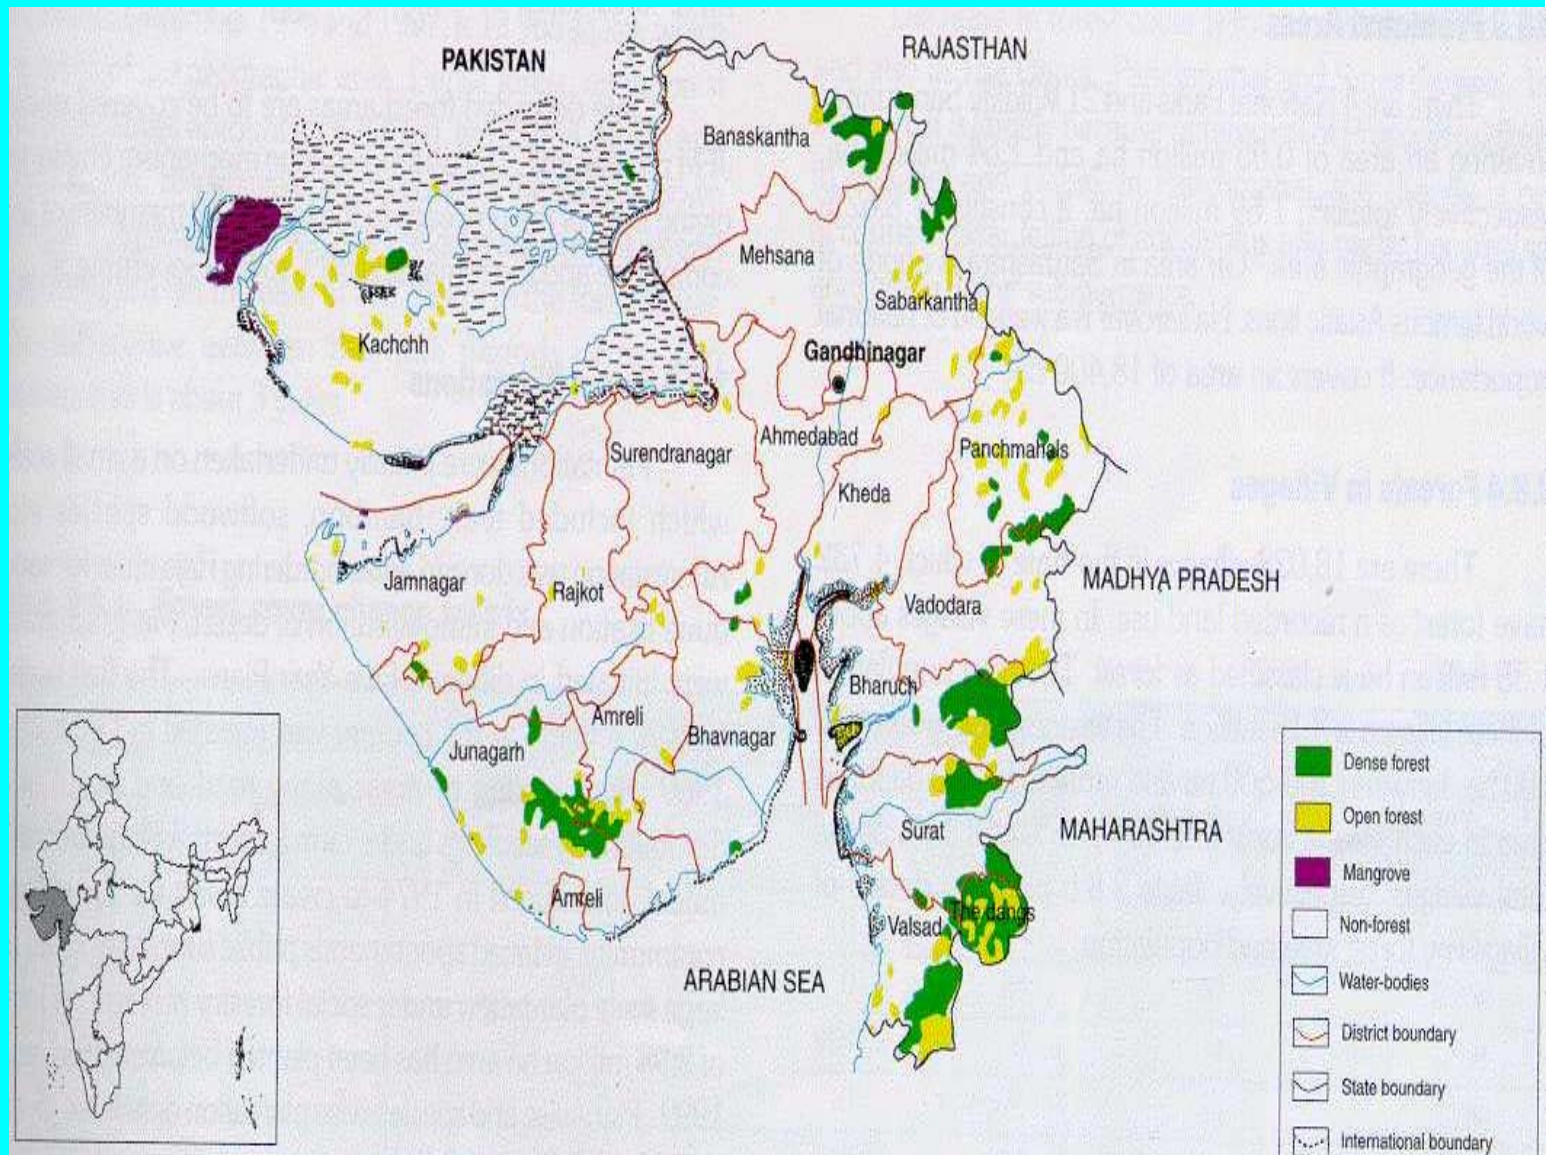 PAKISTAN
RAJASTHAN
Banaskantha
Mehsana
Sabarkantha
Kachchh
Gandhinagar
Ahmedabad
Panchmahals
Surendranagar
Kheda
Jamnagar
Rajkot
Vadodara
MADHYA PRADESH
Bharuch
Amreli
Bhavnagar
Junagarh
Surat
MAHARASHTRA
Amreli
Valsad
The dangs
ARABIAN SEA
Dense forest
Open forest
Mangrove
Non-forest
Water-bodies
District boundary
State boundary
International boundary